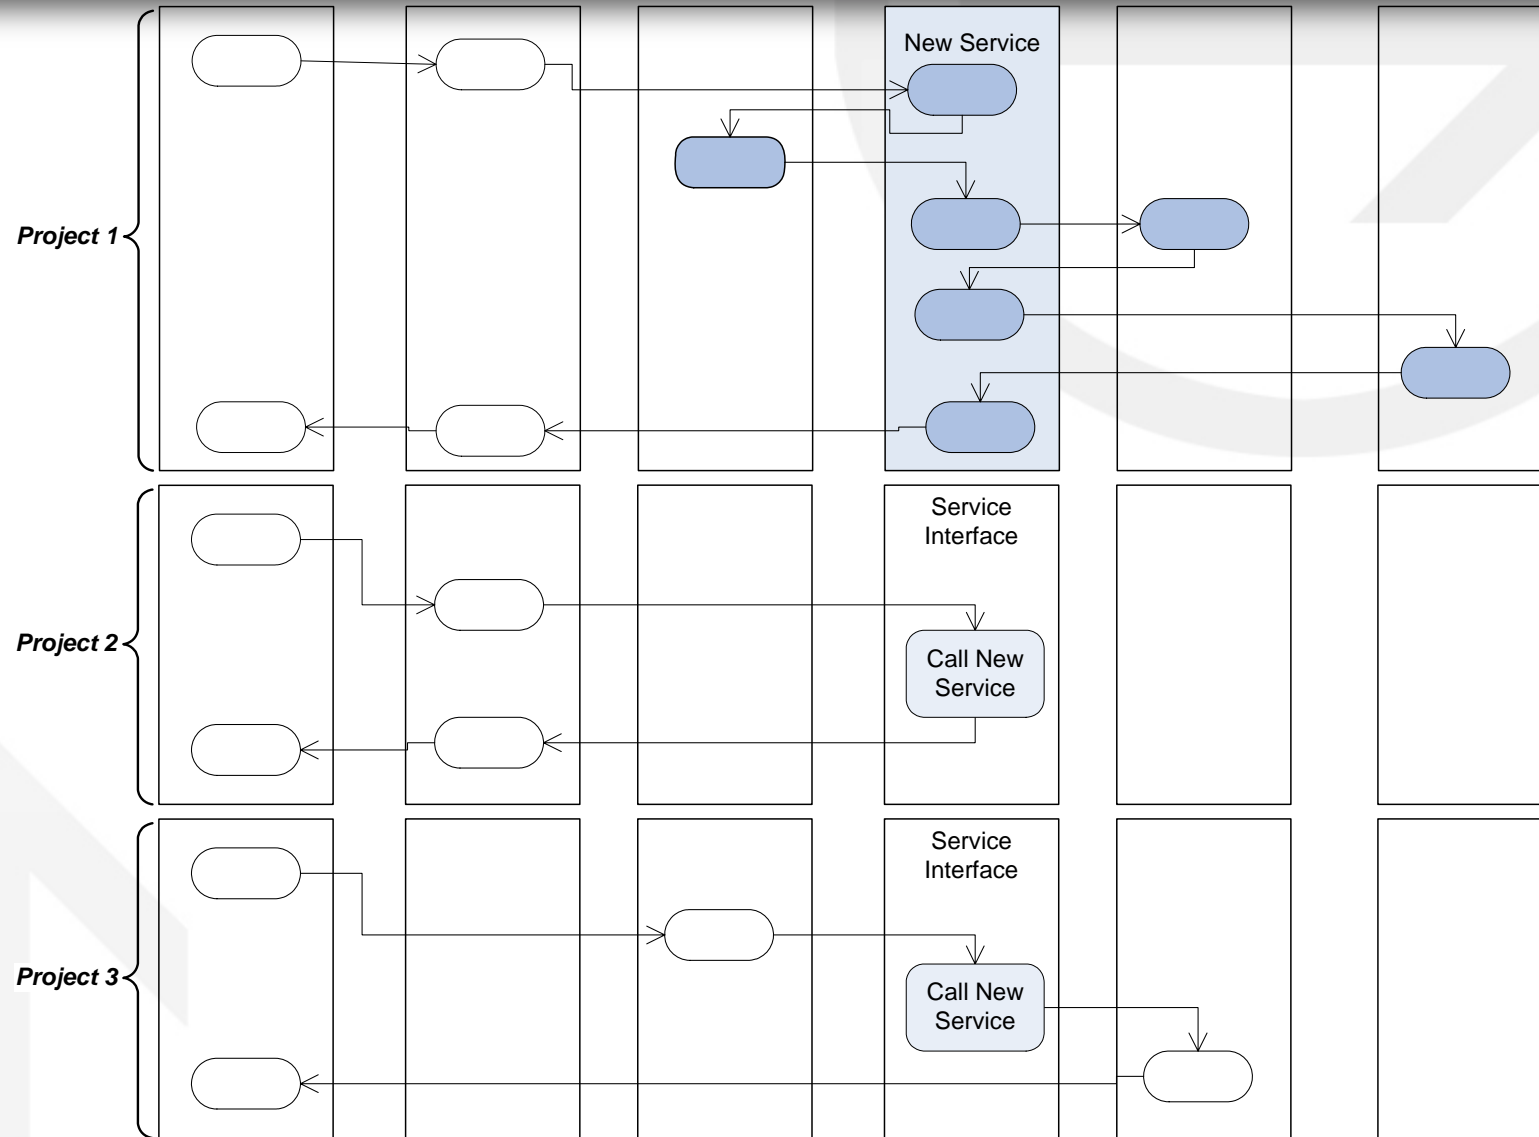 New Service
Project 1
Service
Interface
Project 2
Call New
Service
Service
Interface
Project 3
Call New
Service